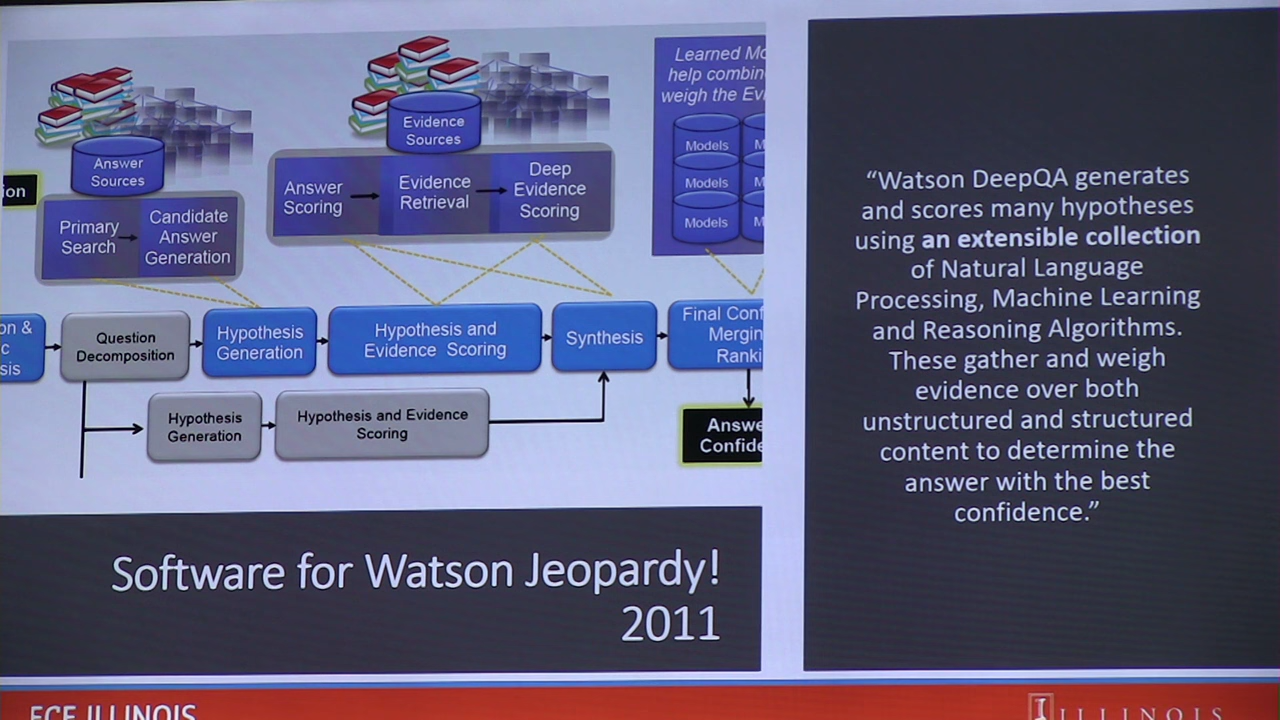 Learned
help
weigh the
Models
Models
Models
Evidence
Sources
Answer
Sources
Answer
Scoring
Evidence
Retrieval
Deep
Evidence
Scoring
Primary
Search
Candidate
Answer
Generation
Question
Decomposition
Hypothesis
Generation
Hypothesis and
Evidence Scoring
Synthesis
Final
Hypothesis
Generation
Hypothesis and Evidence
Scoring
Software for Watson Jeopardy!
2011
“Watson DeepQA generates
and scores many hypotheses
using an extensible collection
of Natural Language
Processing, Machine Learning
and Reasoning Algorithms.
These gather and weigh
evidence over both
unstructured and structured
content to determine the
answer with the best
confidence.”
ECE ILLINOIS
I ILLINOIS